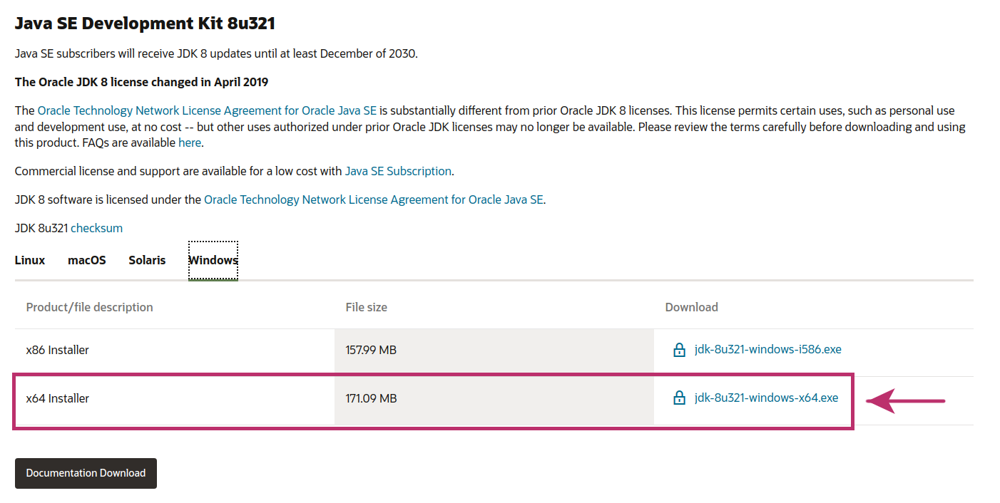 Java SE Development Kit 8u321
Java SE subscribers will receive JDK 8 updates until at least December of 2030.
The Oracle JDK 8 license changed in April 2019
The Oracle Technology Network License Agreement for Oracle Java SE is substantially different from prior Oracle JDK 8 licenses. This license permits certain uses, such as personal use
and development use, at no cost -- but other uses authorized under prior Oracle JDK licenses may no longer be available. Please review the terms carefully before downloading and using
this product. FAQs are available here.
Commercial license and support are available for a low cost with Java SE Subscription.
JDK 8 software is licensed under the Oracle Technology Network License Agreement for Oracle Java SE.
JDK 8u321 checksum
Linux macOS Solaris Windows
Product/file description File size Download
x86 Installer 157.99 MB jdk-8u321-windows-i586.exe
x64 Installer 171.09 MB jdk-8u321-windows-x64.exe
Documentation Download